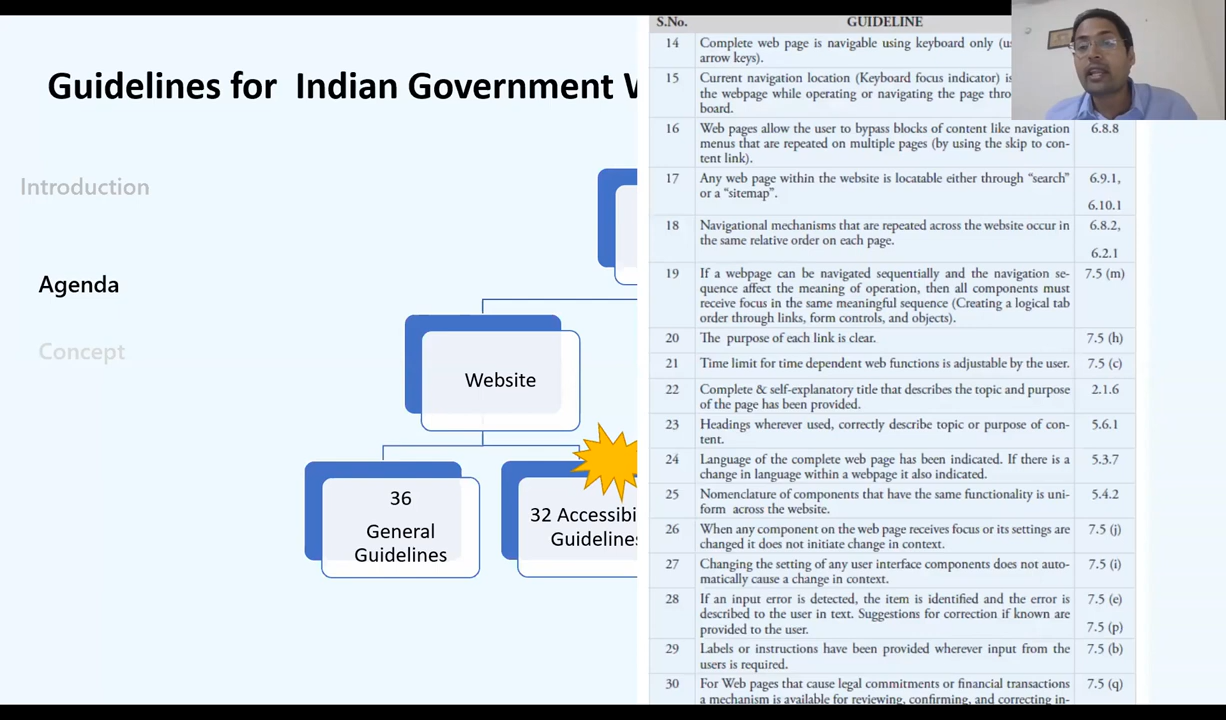 Guidelines for Indian Government
Introduction
Agenda
Concept
Website
36
General
Guidelines
32
Guidelines
S.No. GUIDELINE
14 Complete web page is navigable using keyboard only
arrow keys).
15 Current navigation location (Keyboard focus indicator)
the webpage while operating or navigating the page
board.
16 Web pages allow the user to bypass blocks of content like navigation 6.8.8
menus that are repeated on multiple pages (by using the skip to con-
tent link).
17 Any web page within the website is locatable either through “search” 6.9.1,
or a “sitemap”.
6.10.1
18 Navigational mechanisms that are repeated across the website occur in 6.8.2,
the same relative order on each page.
6.2.1
19 If a webpage can be navigated sequentially and the navigation se- 7.5 (m)
quence affect the meaning of operation, then all components must
receive focus in the same meaningful sequence (Creating a logical tab
order through links, form controls, and objects).
20 The purpose of each link is clear. 7.5 (h)
21 Time limit for time dependent web functions is adjustable by the user. 7.5 (c)
22 Complete & self-explanatory title that describes the topic and purpose 2.1.6
of the page has been provided.
23 Headings wherever used, correctly describe topic or purpose of con- 5.6.1
tent.
24 Language of the complete web page has been indicated. If there is a 5.3.7
change in language within a webpage it also indicated.
25 Nomenclature of components that have the same functionality is uni- 5.4.2
form across the website.
26 When any component on the web page receives focus or its settings are 7.5 (j)
changed it does not initiate change in context.
27 Changing the setting of any user interface components does not auto- 7.5 (i)
matically cause a change in context.
28 If an input error is detected, the item is identified and the error is 7.5 (e)
described to the user in text. Suggestions for correction if known are
provided to the user. 7.5 (p)
29 Labels or instructions have been provided wherever input from the 7.5 (b)
users is required.
30 For Web pages that cause legal commitments or financial transactions 7.5 (q)
a mechanism is available for reviewing, confirming, and correcting in-